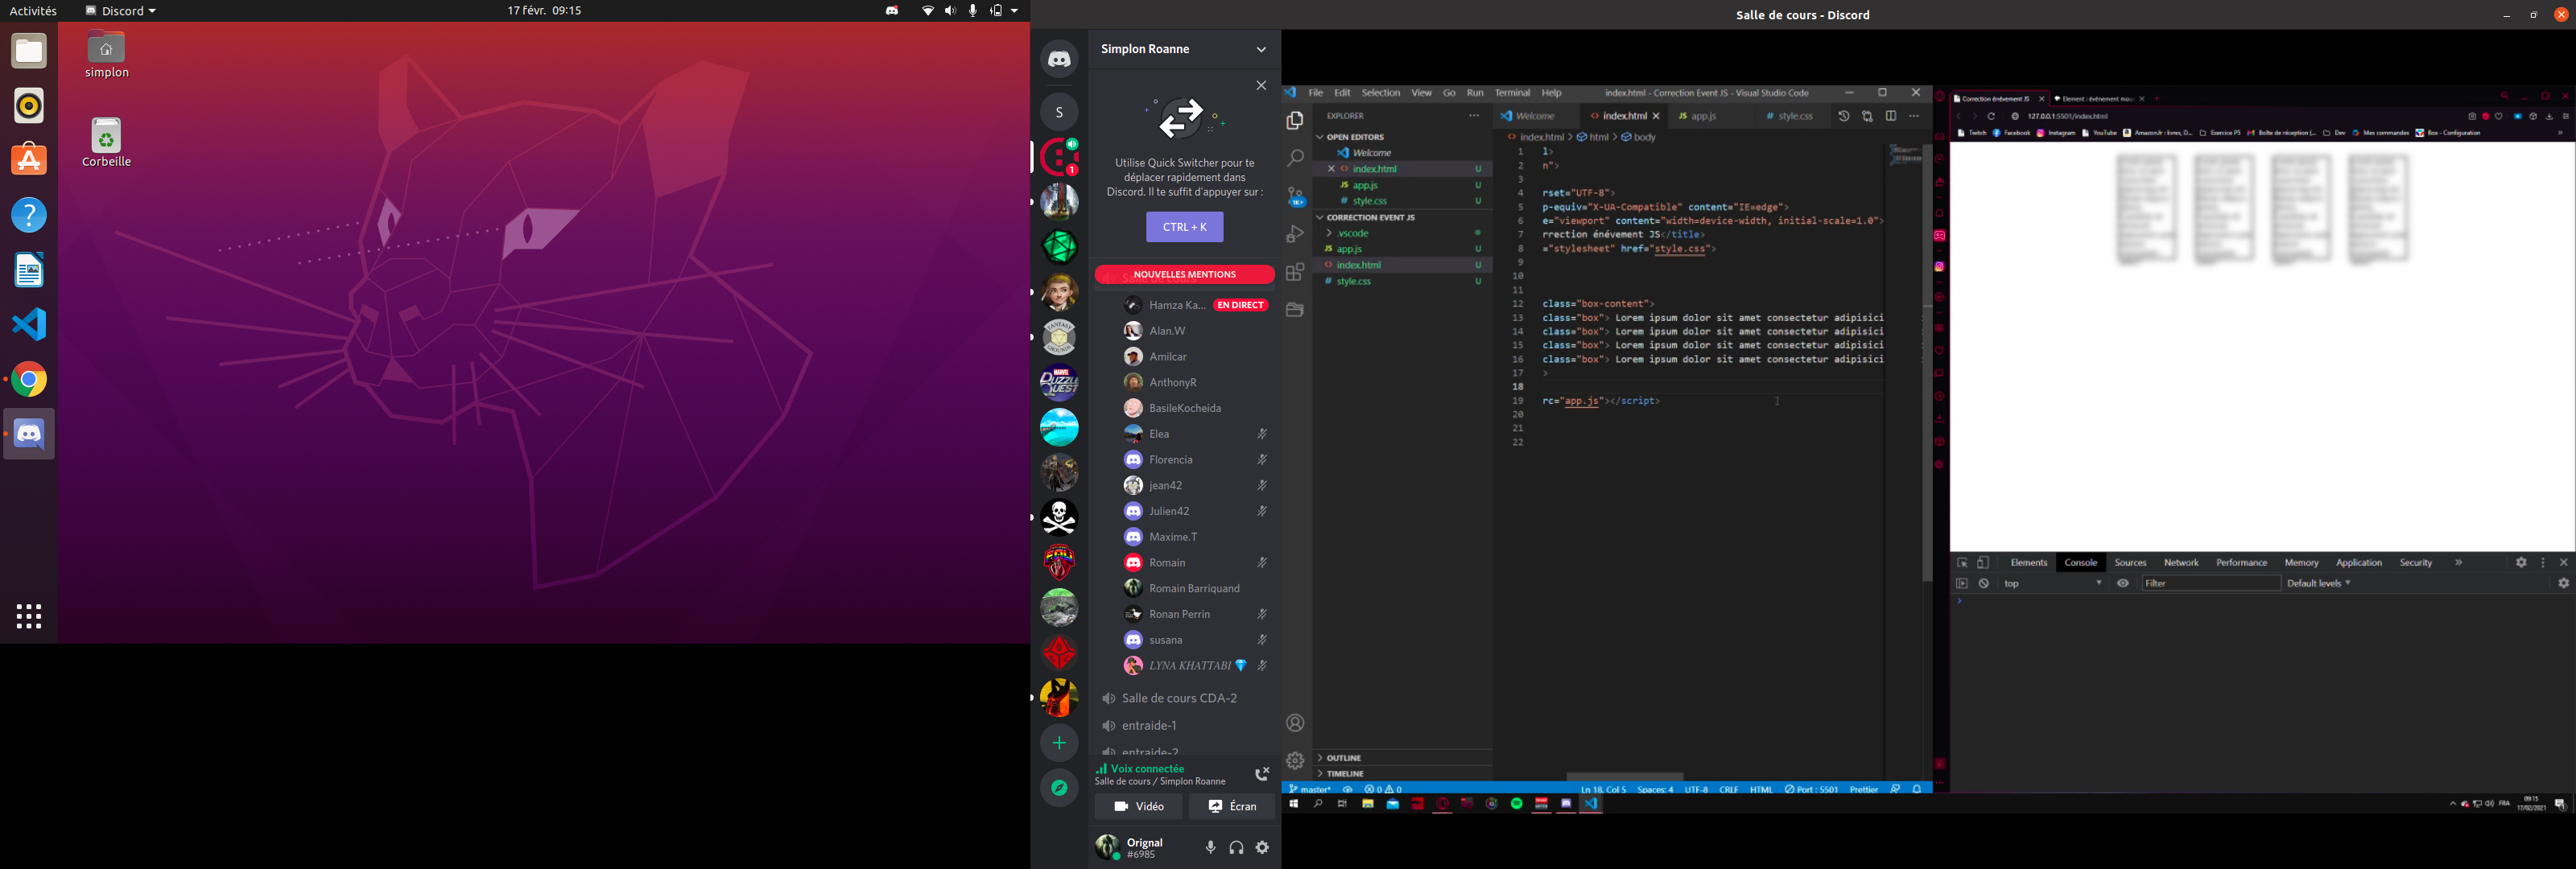 Activités
Discord
17 févr. 09:15
simplon
Corbeille
Salle de cours - Discord
Simplon Roanne
Utilise Quick Switcher pour te
déplacer rapidement dans
Discord. Il te suffit d'appuyer sur :
CTRL + K
NOUVELLES MENTIONS
Salle de cours
S
1
Hamza Ka...
EN DIRECT
Alan.W
Amilcar
AnthonyR
BasileKocheida
Elea
Florencia
jean42
Julien42
Maxime.T
Romain
Romain Barriquand
Ronan Perrin
susana
LYNA KHATTABI
Salle de cours CDA-2
entraide-1
entraide-2
Voix connectée
Salle de cours / Simplon Roanne
Vidéo
Écran
Orignal
#6985
File Edit Selection View Go Run Terminal Help
index.html - Correction Event JS - Visual Studio Code
EXPLORER
OPEN EDITORS
Welcome
index.html U
app.js U
style.css U
CORRECTION EVENT JS
.vscode
app.js U
index.html U
style.css U
OUTLINE
TIMELINE
Welcome
index.html
app.js
style.css
index.html > html > body
1 l>
2 n">
3
4 rset="UTF-8">
5 p-equiv="X-UA-Compatible" content="IE=edge">
6 e="viewport" content="width=device-width, initial-scale=1.0">
7 rrection énévement JS</title>
8 ="stylesheet" href="style.css">
9
10
11
12 class="box-content">
13 class="box"> Lorem ipsum dolor sit amet consectetur adipisici
14 class="box"> Lorem ipsum dolor sit amet consectetur adipisici
15 class="box"> Lorem ipsum dolor sit amet consectetur adipisici
16 class="box"> Lorem ipsum dolor sit amet consectetur adipisici
17 >
18
19 rc="app.js"></script>
20
21
22
master*
0 0
Ln 18, Col 5
Spaces: 4
UTF-8
CRLF
HTML
Port : 5501
Prettier
Correction énévement JS
Element : évènement mou
127.0.0.1:5501/index.html
Twitch
Facebook
Instagram
YouTube
Amazon.fr : livres, D...
Exercice PS
Boîte de réception (...
Dev
Mes commandes
Box - Configuration
Elements
Console
Sources
Network
Performance
Memory
Application
Security
top
Filter
Default levels
FRA
09:15
17/02/2021